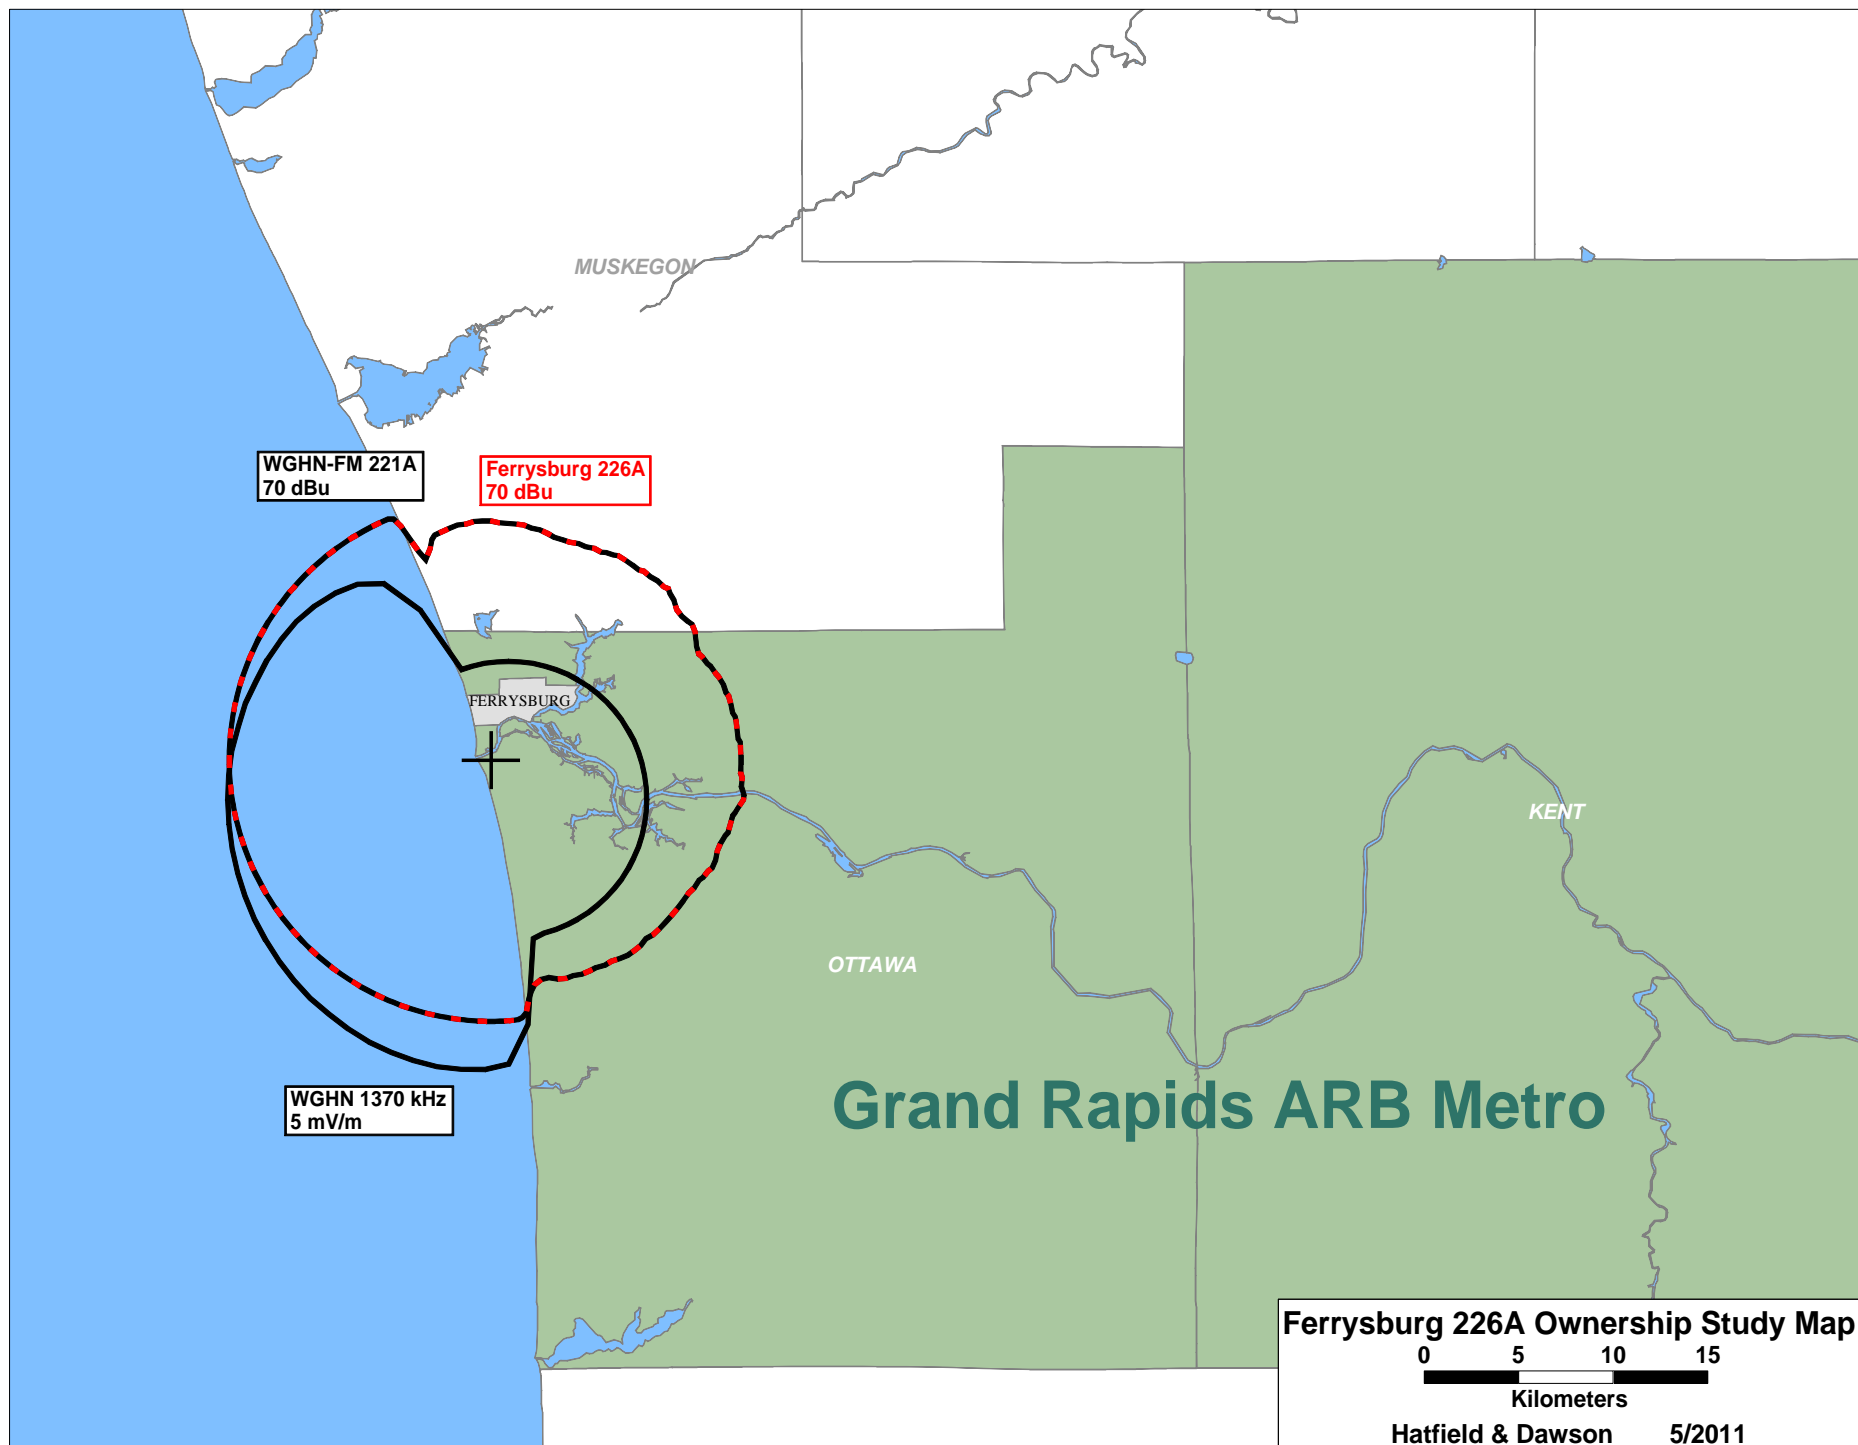 MUSKEGON
WGHN-FM 221A
70 dBu
Ferrysburg 226A
70 dBu
FERRYSBURG
KENT
OTTAWA
WGHN 1370 kHz
5 mV/m
Grand Rapids ARB Metro
Ferrysburg 226A Ownership Study Map
0 5 10 15
Kilometers
Hatfield & Dawson 5/2011